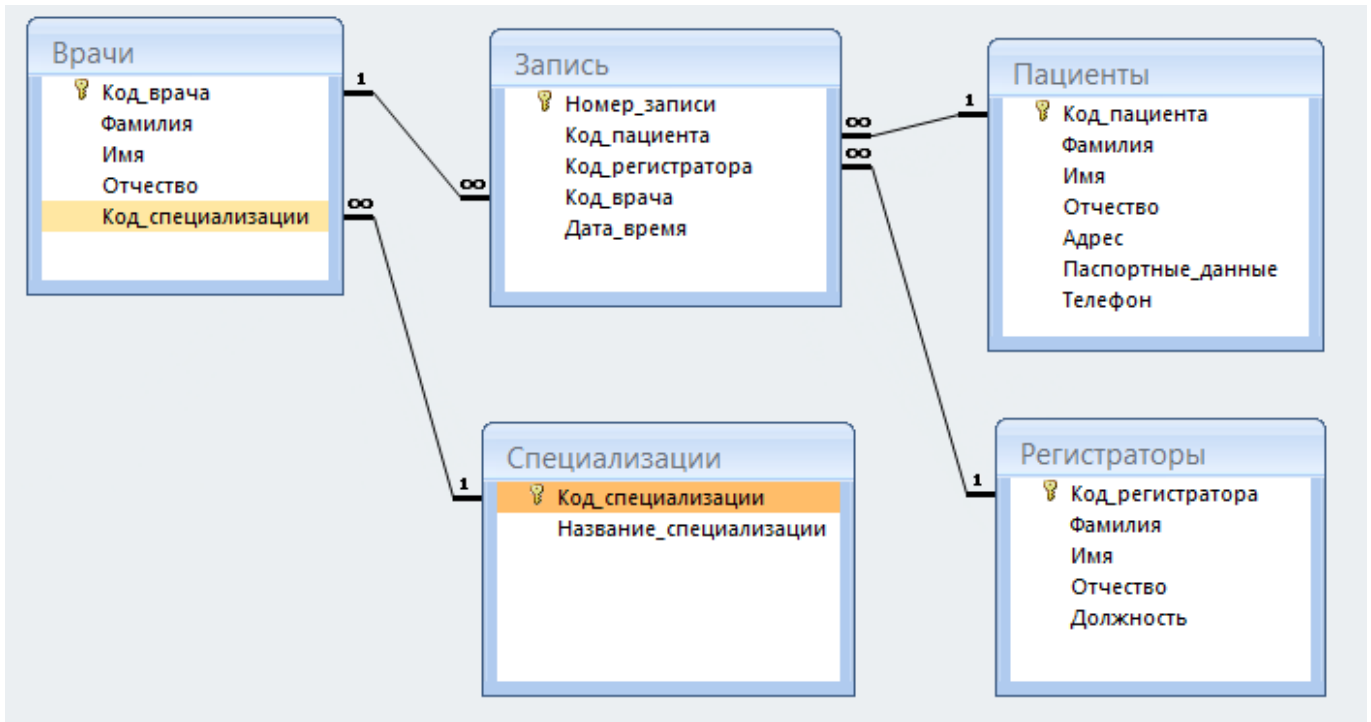 Врачи
Код_врача
Фамилия
Имя
Отчество
Код_специализации
1
∞
Запись
Номер_записи
Код_пациента
Код_регистратора
Код_врача
Дата_время
∞
∞
∞
1
Пациенты
Код_пациента
Фамилия
Имя
Отчество
Адрес
Паспортные_данные
Телефон
Специализации
Код_специализации
Название_специализации
1
1
Регистраторы
Код_регистратора
Фамилия
Имя
Отчество
Должность